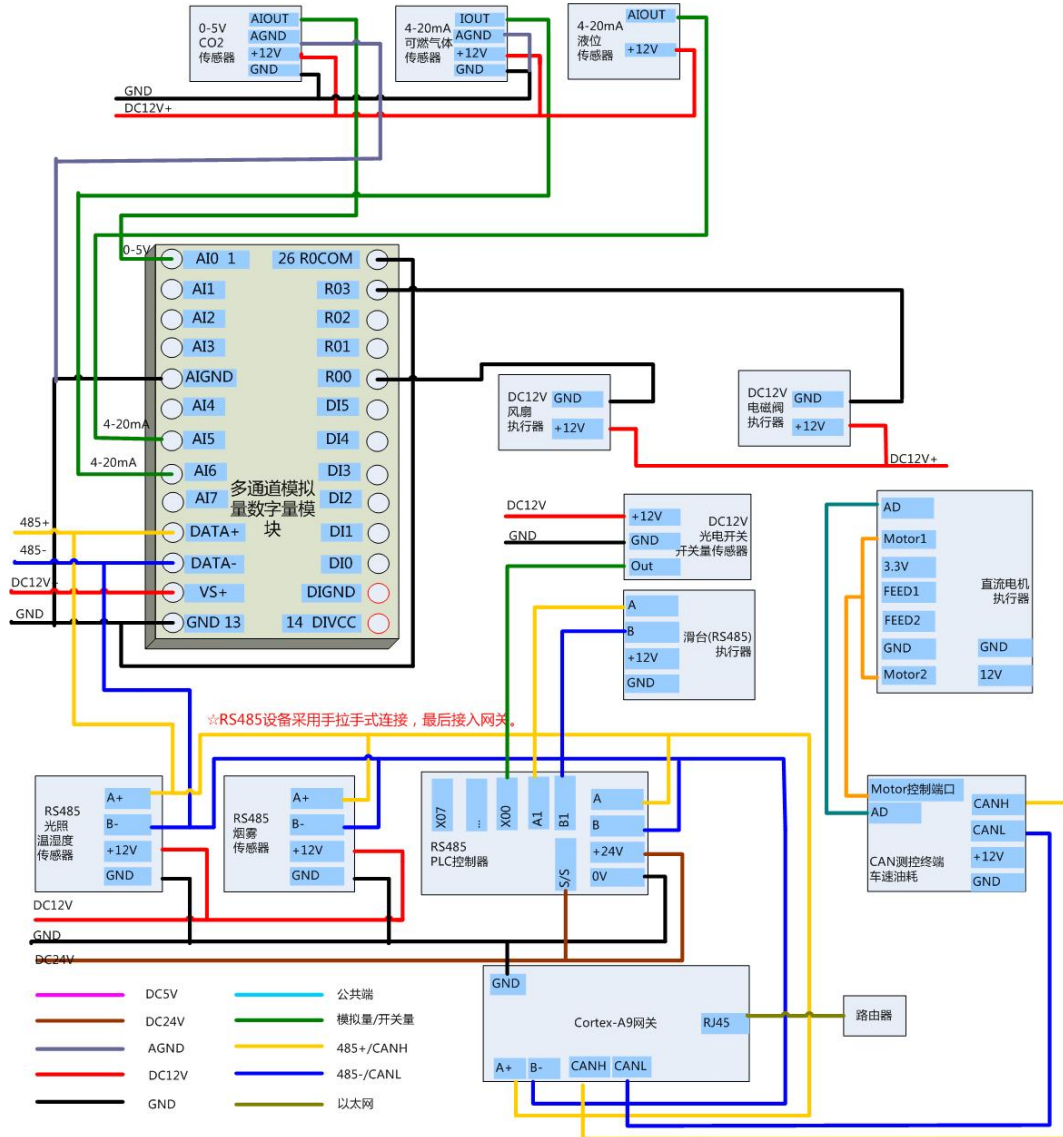 0-5V
CO2
传感器
AIOUT
AGND
+12V
GND
4-20mA
可燃气体
传感器
IOUT
AGND
+12V
GND
4-20mA
液位
传感器
AIOUT
+12V
GND
DC12V+
0-5V
AI0 1
AI1
AI2
AI3
AIGND
AI4
4-20mA
AI5
4-20mA
AI6
AI7
DATA+
DATA-
VS+
GND 13
26 R0COM
R03
R02
R01
R00
DI5
DI4
DI3
DI2
DI1
DI0
DIGND
14 DIVCC
多通道模拟
量数字量模
块
485+
485-
DC12V+
GND
DC12V
风扇
执行器
GND
+12V
DC12V
电磁阀
执行器
GND
+12V
DC12V+
DC12V
GND
+12V
GND
Out
DC12V
光电开关
开关量传感器
A
B
+12V
GND
滑台(RS485)
执行器
AD
Motor1
3.3V
FEED1
FEED2
GND
Motor2
直流电机
执行器
GND
12V
☆RS485设备采用手拉手式连接，最后接入网关。
RS485
光照
温湿度
传感器
A+
B-
+12V
GND
RS485
烟雾
传感器
A+
B-
+12V
GND
X07
...
X00
A1
B1
S/S
A
B
+24V
0V
RS485
PLC控制器
Motor控制端口
AD
CANH
CANL
+12V
GND
CAN测控终端
车速油耗
DC12V
GND
DC24V
GND
Cortex-A9网关
RJ45
A+
B-
CANH
CANL
路由器
DC5V
DC24V
AGND
DC12V
GND
公共端
模拟量/开关量
485+/CANH
485-/CANL
以太网